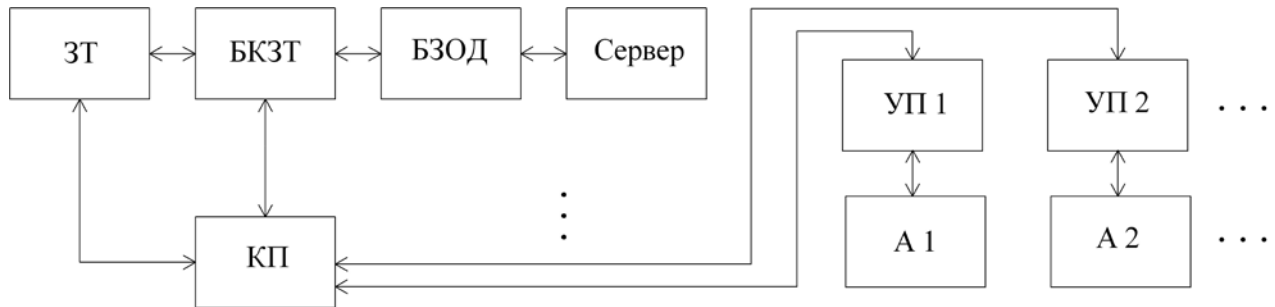 ЗТ
БКЗТ
БЗОД
Сервер
УП 1
УП 2
. . .
А 1
А 2
. . .
КП